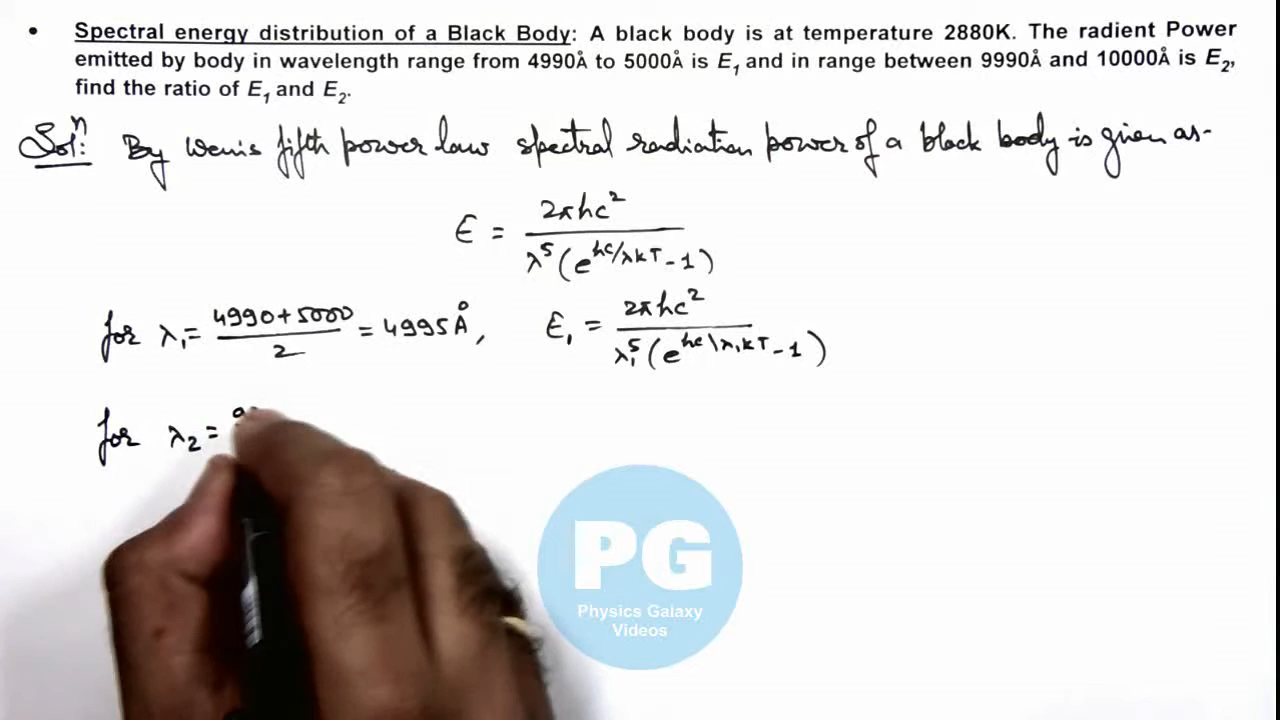 • Spectral energy distribution of a Black Body: A black body is at temperature 2880K. The radient Power
emitted by body in wavelength range from 4990Å to 5000Å is E₁ and in range between 9990Å and 10000Å is E₂,
find the ratio of E₁ and E₂.
Solⁿ: By Wenis fifth power law spectral radiation power of a black body is given as-
ϵ = 2πhc² / λ⁵(e^(hc/λkT) - 1)
for λ₁ = (4990+5000)/2 = 4995Å, ϵ₁ = 2πhc² / λ₁⁵(e^(hc\λ₁kT) - 1)
for λ₂ =
PG
Physics Galaxy
Videos